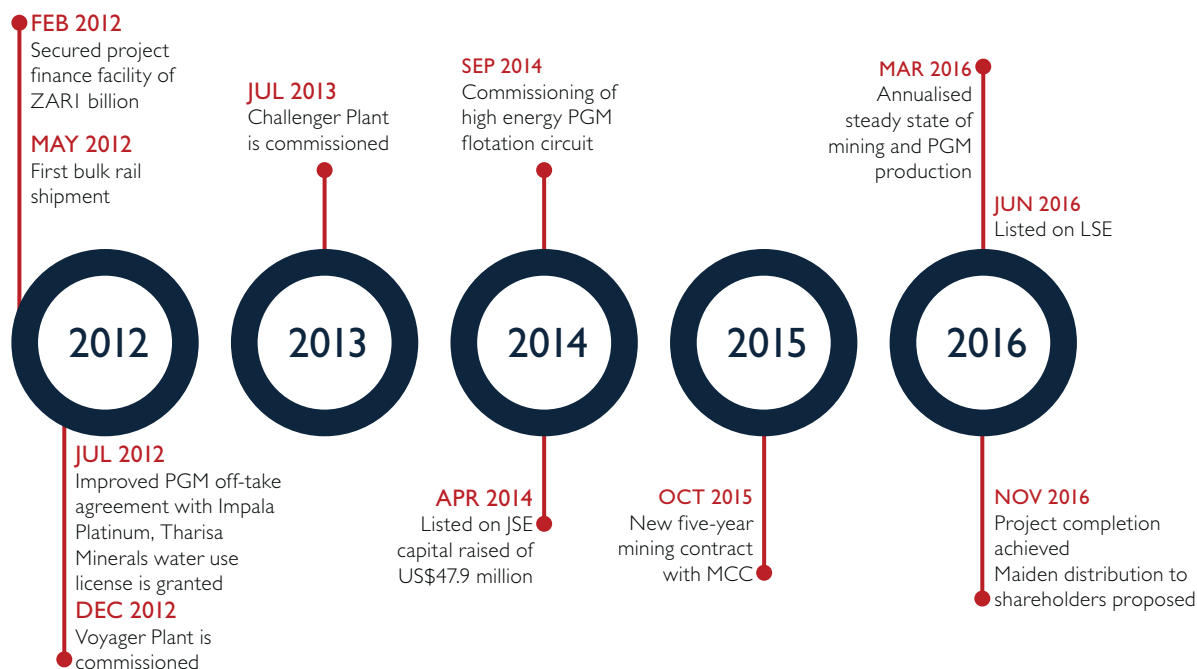 FEB 2012
Secured project
finance facility of
ZAR1 billion
MAY 2012
First bulk rail
shipment
JUL 2013
Challenger Plant
is commissioned
SEP 2014
Commissioning of
high energy PGM
flotation circuit
MAR 2016
Annualised
steady state of
mining and PGM
production
JUN 2016
Listed on LSE
2012
2013
2014
2015
2016
JUL 2012
Improved PGM off-take
agreement with Impala
Platinum, Tharisa
Minerals water use
license is granted
DEC 2012
Voyager Plant is
commissioned
APR 2014
Listed on JSE
capital raised of
US$47.9 million
OCT 2015
New five-year
mining contract
with MCC
NOV 2016
Project completion
achieved
Maiden distribution to
shareholders proposed